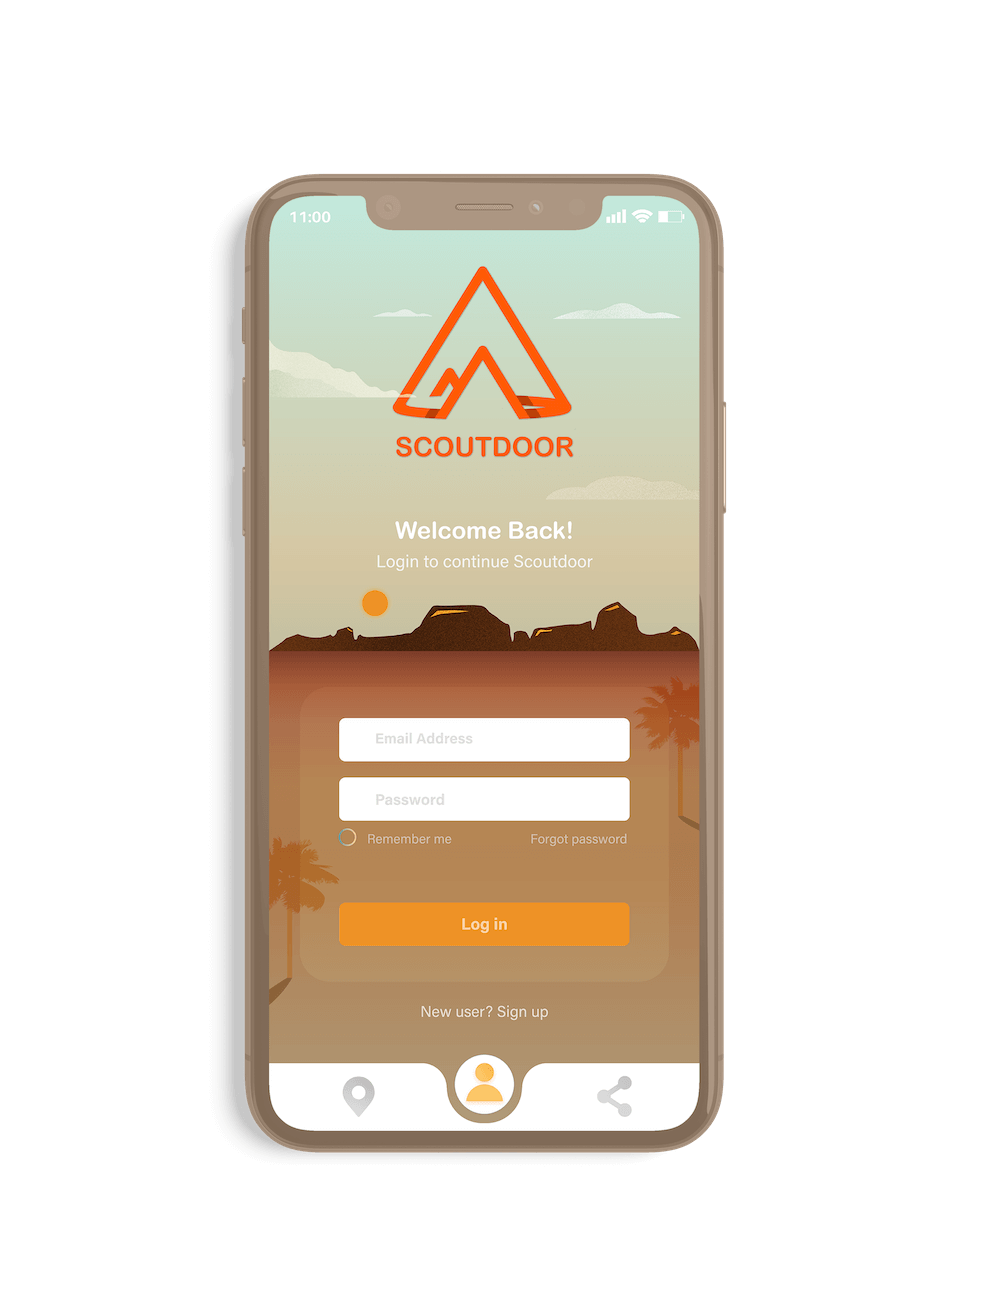 11:00
SCOUTDOOR
Welcome Back!
Login to continue Scoutdoor
Email Address
Password
Remember me Forgot password
Log in
New user? Sign up